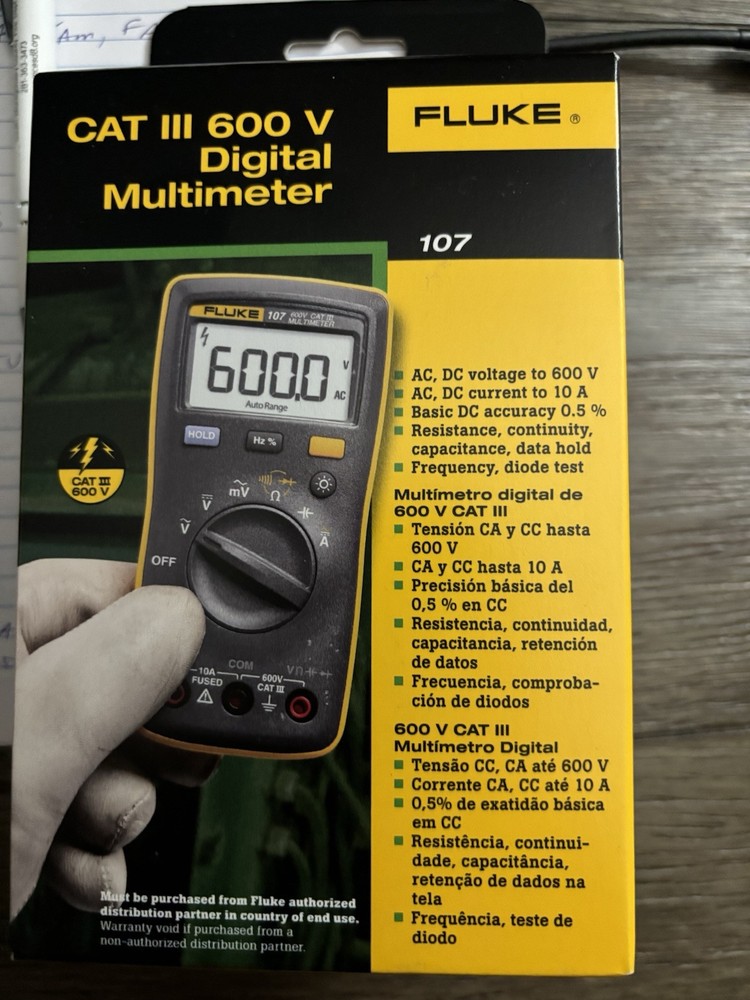 Am,
281-363-3473
CAT III 600 V
Digital
Multimeter
FLUKE ®
107
FLUKE 107 600V CAT III
MULTIMETER
600.0 V
AC
Auto Range
HOLD
Hz %
mV
Ω
V
V
A
OFF
CAT III
600 V
10A
FUSED
COM
600V
CAT III
VΩ
AC, DC voltage to 600 V
AC, DC current to 10 A
Basic DC accuracy 0.5 %
Resistance, continuity,
capacitance, data hold
Frequency, diode test
Multímetro digital de
600 V CAT III
Tensión CA y CC hasta
600 V
CA y CC hasta 10 A
Precisión básica del
0,5 % en CC
Resistencia, continuidad,
capacitancia, retención
de datos
Frecuencia, comproba-
ción de diodos
600 V CAT III
Multímetro Digital
Tensão CC, CA até 600 V
Corrente CA, CC até 10 A
0,5% de exatidão básica
em CC
Resistência, continui-
dade, capacitância,
retenção de dados na
tela
Frequência, teste de
diodo
Must be purchased from Fluke authorized
distribution partner in country of end use.
Warranty void if purchased from a
non-authorized distribution partner.